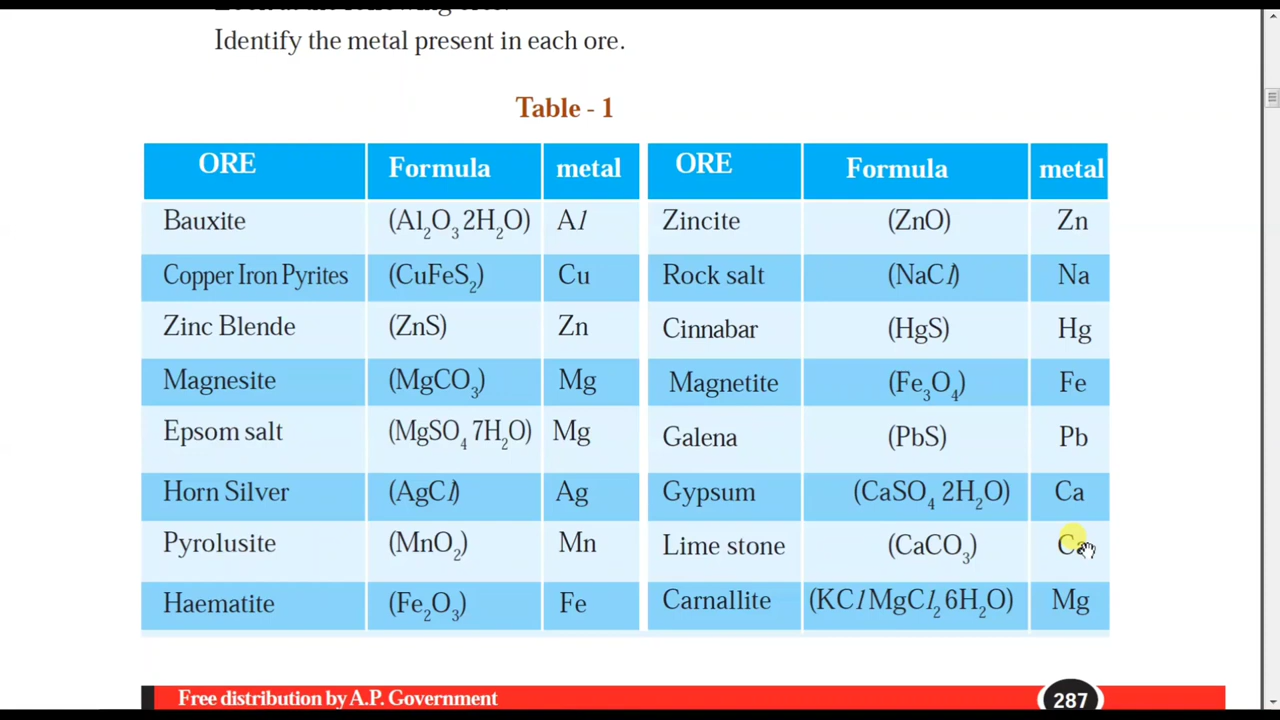 Identify the metal present in each ore.
Table - 1
ORE Formula metal ORE Formula metal
Bauxite (Al₂O₃ 2H₂O) Al Zincite (ZnO) Zn
Copper Iron Pyrites (CuFeS₂) Cu Rock salt (NaCl) Na
Zinc Blende (ZnS) Zn Cinnabar (HgS) Hg
Magnesite (MgCO₃) Mg Magnetite (Fe₃O₄) Fe
Epsom salt (MgSO₄ 7H₂O) Mg Galena (PbS) Pb
Horn Silver (AgCl) Ag Gypsum (CaSO₄ 2H₂O) Ca
Pyrolusite (MnO₂) Mn Lime stone (CaCO₃) Ca
Haematite (Fe₂O₃) Fe Carnallite (KCl MgCl₂ 6H₂O) Mg
Free distribution by A.P. Government 287